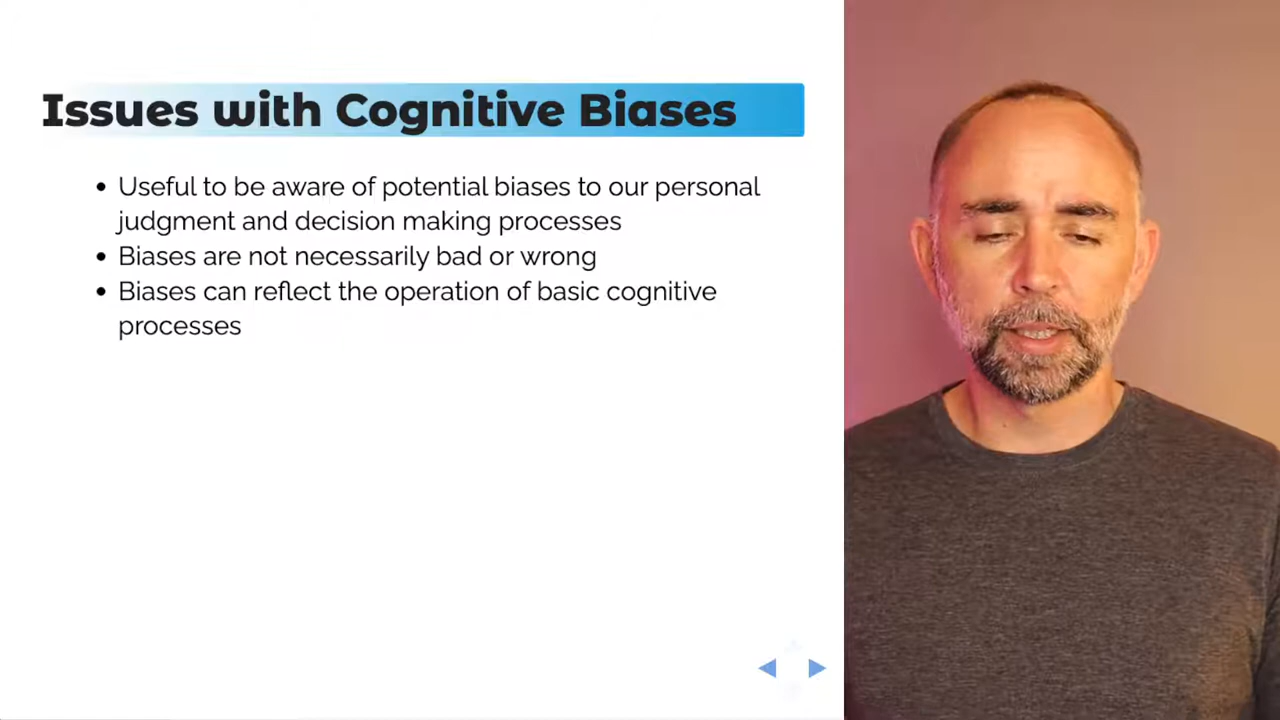 Issues with Cognitive Biases
Useful to be aware of potential biases to our personal
judgment and decision making processes
Biases are not necessarily bad or wrong
Biases can reflect the operation of basic cognitive
processes